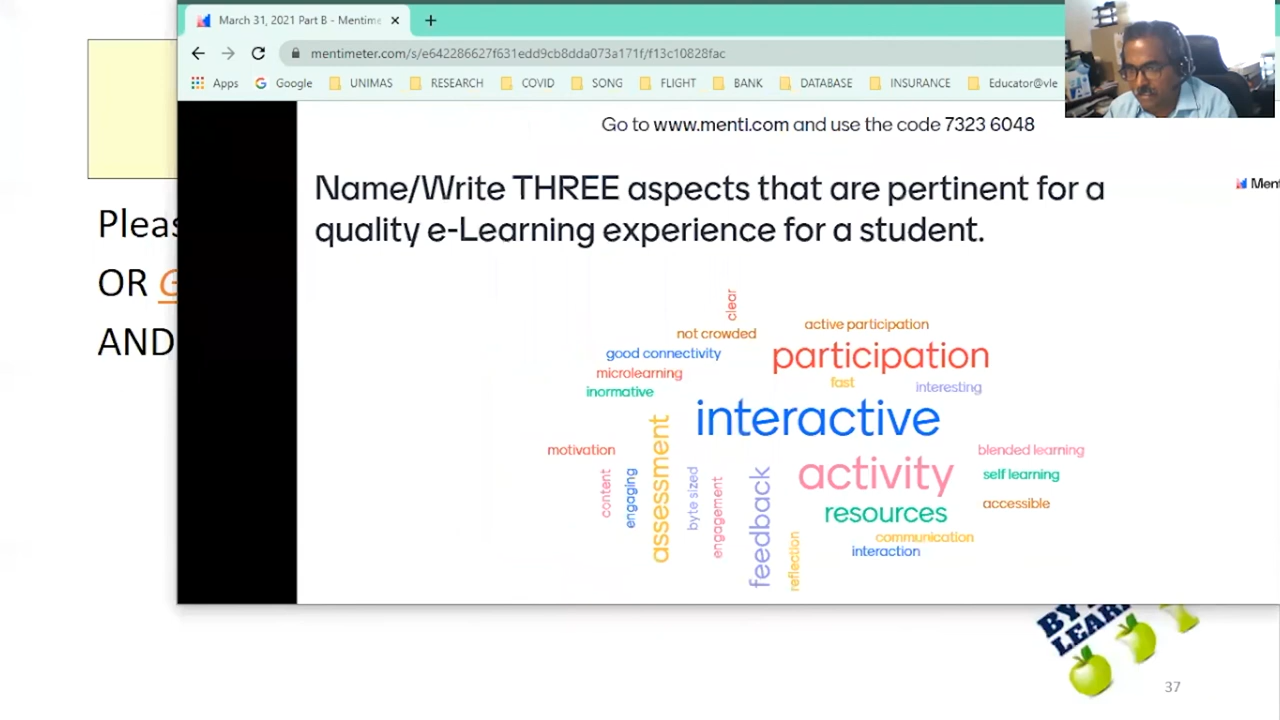 March 31, 2021 Part B - Mentime
mentimeter.com/s/e642286627f631edd9cb8dda073a171f/f13c10828fac
Apps Google UNIMAS RESEARCH COVID SONG FLIGHT BANK DATABASE INSURANCE Educator@vle
Go to www.menti.com and use the code 7323 6048
Name/Write THREE aspects that are pertinent for a
quality e-Learning experience for a student.
Ment
Pleas
OR G
AND
clear
not crowded
active participation
good connectivity
participation
microlearning
fast
interesting
inormative
interactive
motivation
assessment
blended learning
activity
self learning
content
engaging
byte sized
engagement
feedback
accessible
resources
communication
interaction
reflection
BY
LEARN
37